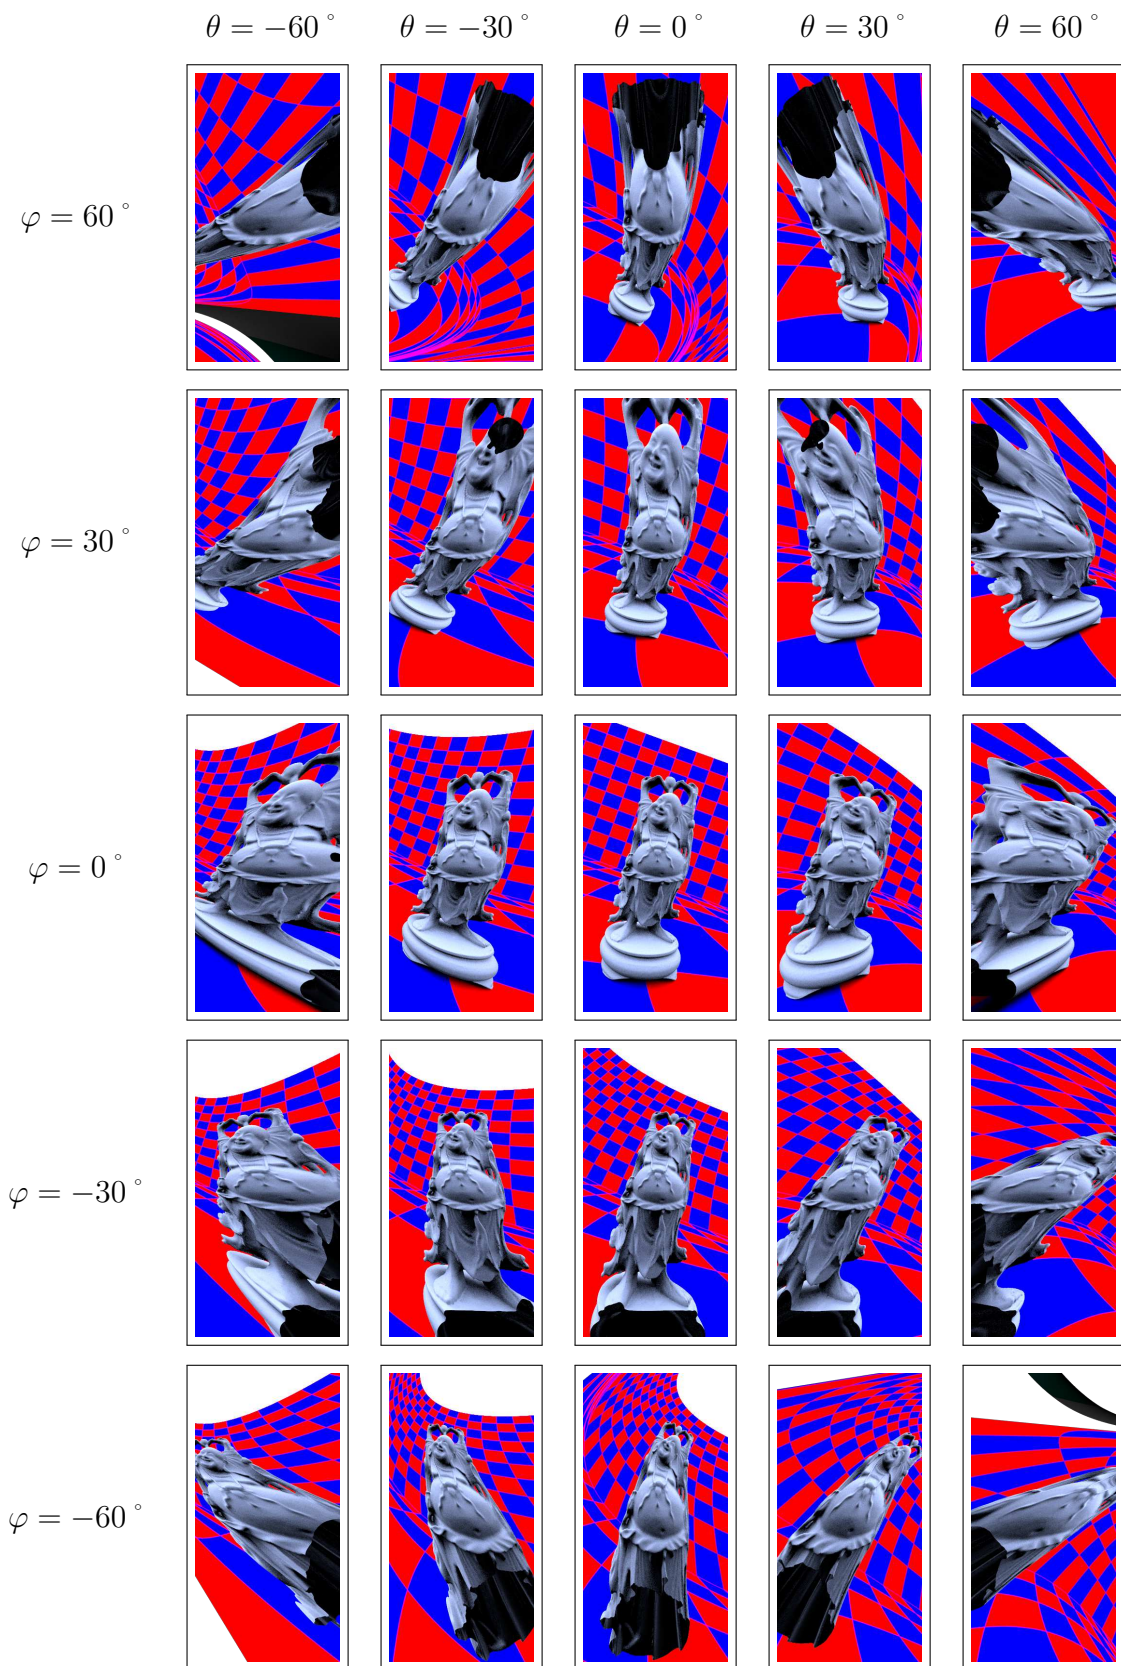 θ = −60° θ = −30° θ = 0° θ = 30° θ = 60°
φ = 60°
φ = 30°
φ = 0°
φ = −30°
φ = −60°